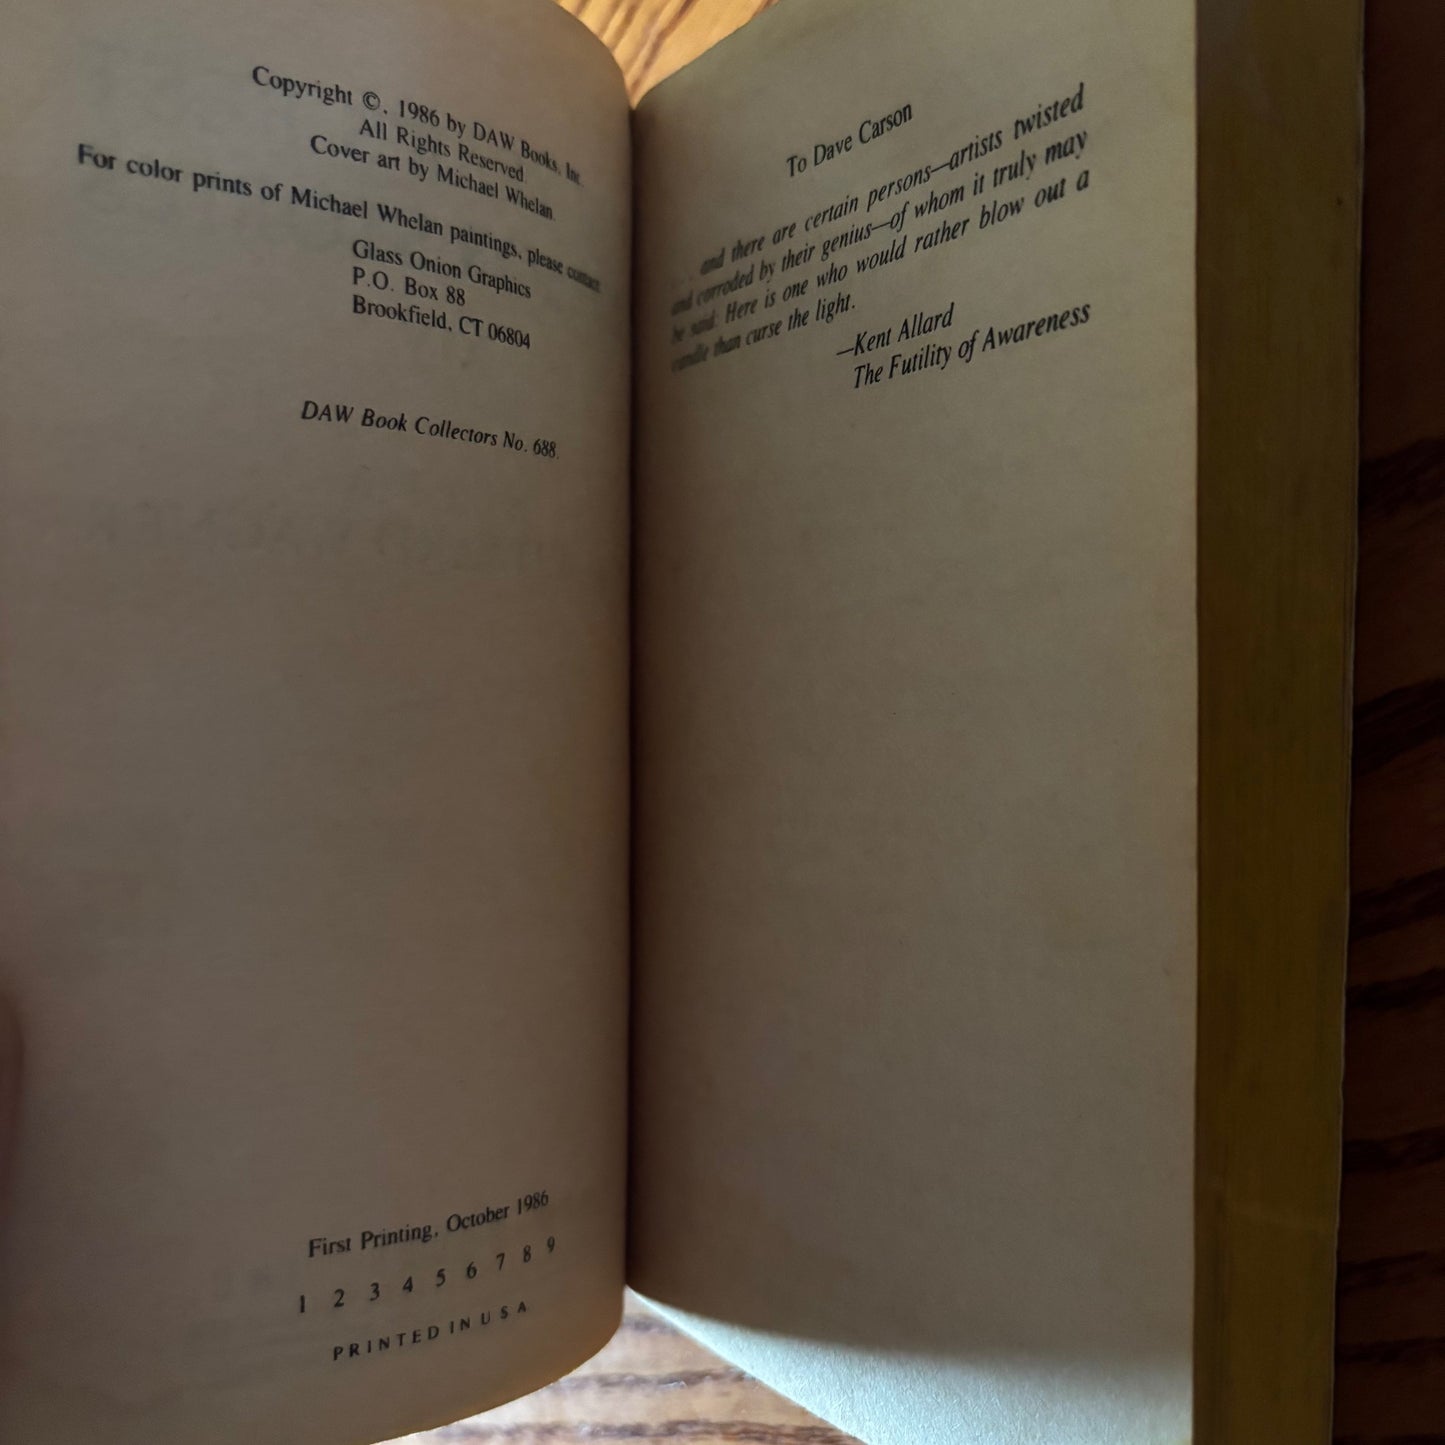 Copyright ©. 1986 by DAW Books, Inc.
All Rights Reserved
Cover art by Michael Whelan.
For color prints of Michael Whelan paintings, please contact
Glass Onion Graphics
P.O. Box 88
Brookfield, CT 06804
DAW Book Collectors No. 688.
First Printing, October 1986
1 2 3 4 5 6 7 8 9
PRINTED IN U S A
To Dave Carson
. . . and there are certain persons—artists twisted
and corroded by their genius—of whom it truly may
be said: Here is one who would rather blow out a
candle than curse the light.
—Kent Allard
The Futility of Awareness